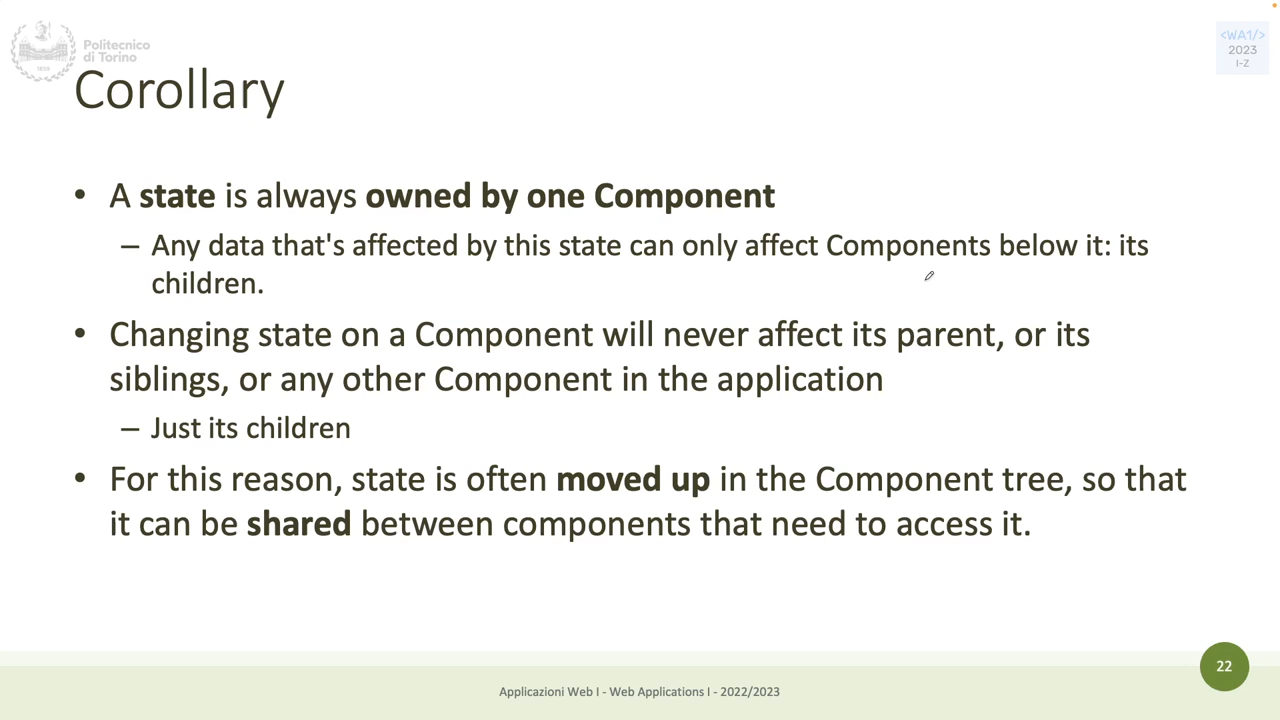 Politecnico
di Torino
1859
<WA1/>
2023
I-Z
Corollary
• A state is always owned by one Component
– Any data that's affected by this state can only affect Components below it: its
children.
• Changing state on a Component will never affect its parent, or its
siblings, or any other Component in the application
– Just its children
• For this reason, state is often moved up in the Component tree, so that
it can be shared between components that need to access it.
Applicazioni Web I - Web Applications I - 2022/2023
22